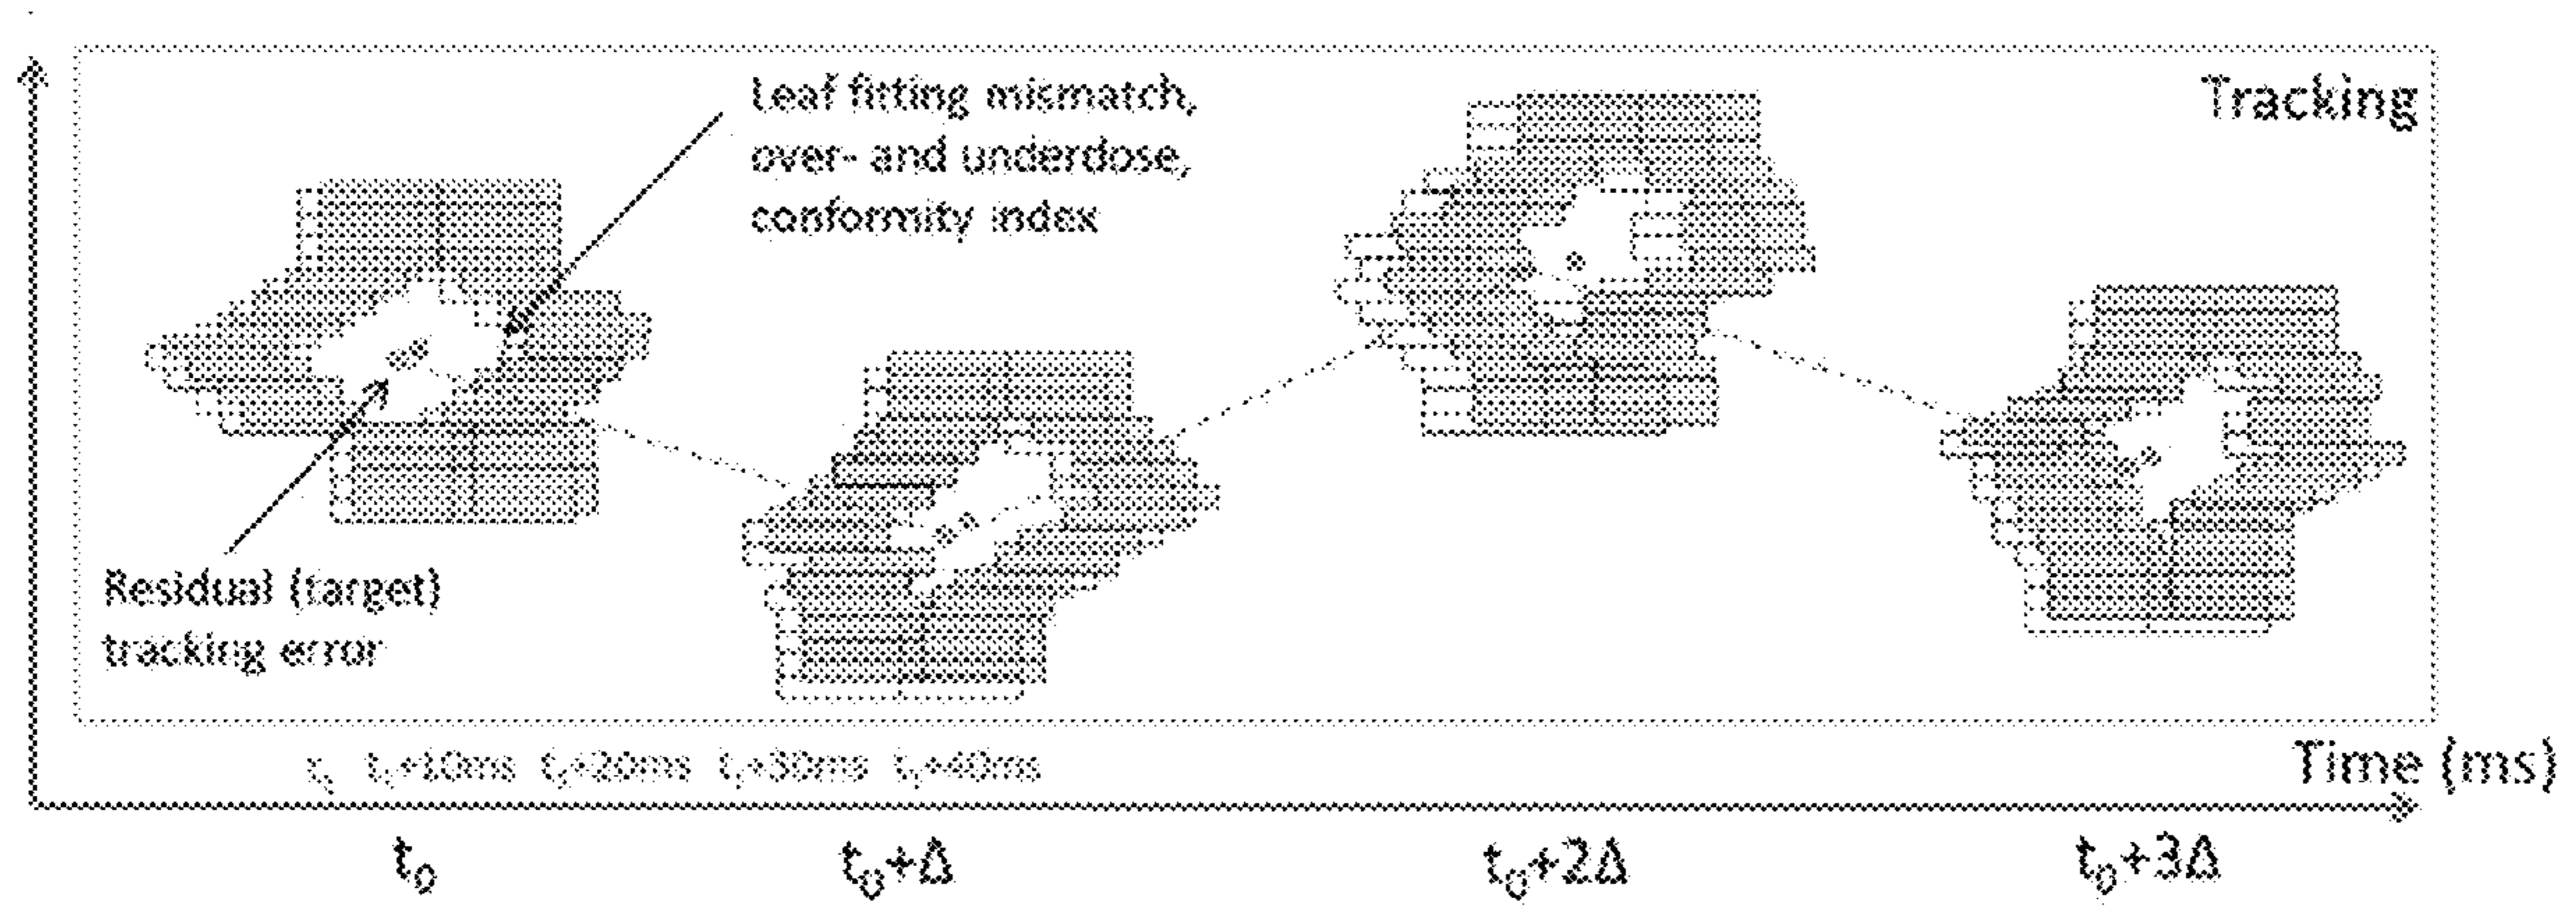 Tracking
Leaf fitting mismatch,
over- and underdose,
conformity index
Residual (target)
tracking error
Time (ms)
t₀ t₀+Δ t₀+2Δ t₀+3Δ